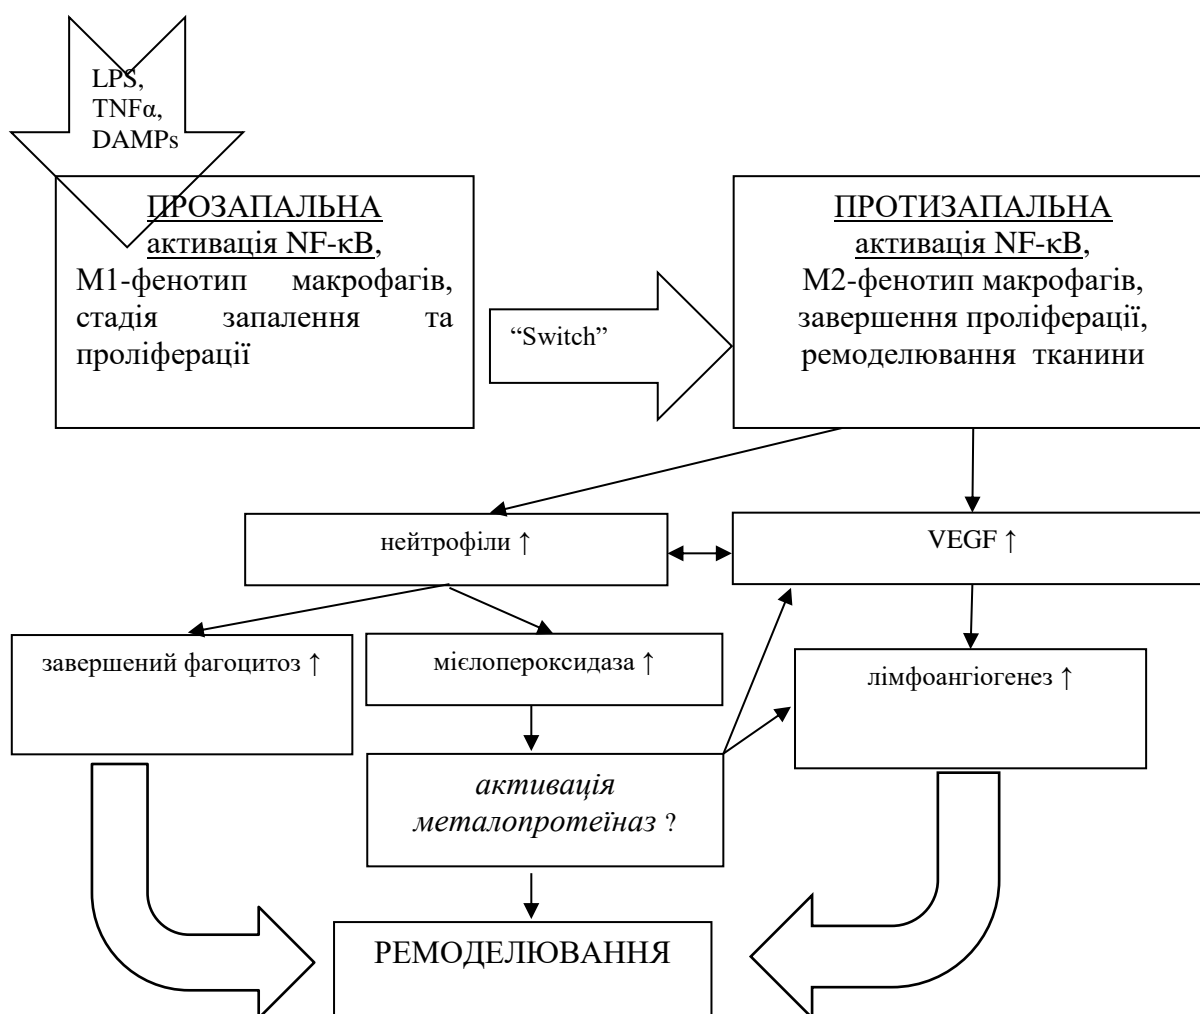 LPS,
TNFα,
DAMPs
ПРОЗАПАЛЬНА
активація NF-κB,
М1-фенотип макрофагів,
стадія запалення та
проліферації
“Switch”
ПРОТИЗАПАЛЬНА
активація NF-κB,
М2-фенотип макрофагів,
завершення проліферації,
ремоделювання тканини
нейтрофіли ↑
VEGF ↑
завершений фагоцитоз ↑
мієлопероксидаза ↑
лімфоангіогенез ↑
активація
металопротеїназ ?
РЕМОДЕЛЮВАННЯ